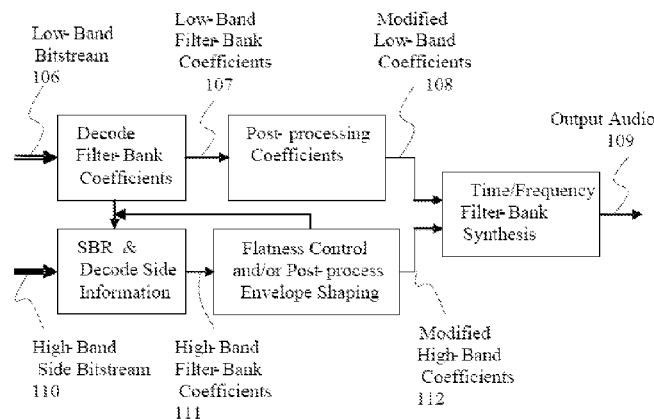 Low-Band
Bitstream
106
Low-Band
Filter-Bank
Coefficients
107
Modified
Low-Band
Coefficients
108
Output Audio
109
Decode
Filter-Bank
Coefficients
Post-processing
Coefficients
Time/Frequency
Filter-Bank
Synthesis
SBR &
Decode Side
Information
Flatness Control
and/or Post-process
Envelope Shaping
High-Band
Side Bitstream
110
High-Band
Filter-Bank
Coefficients
111
Modified
High-Band
Coefficients
112